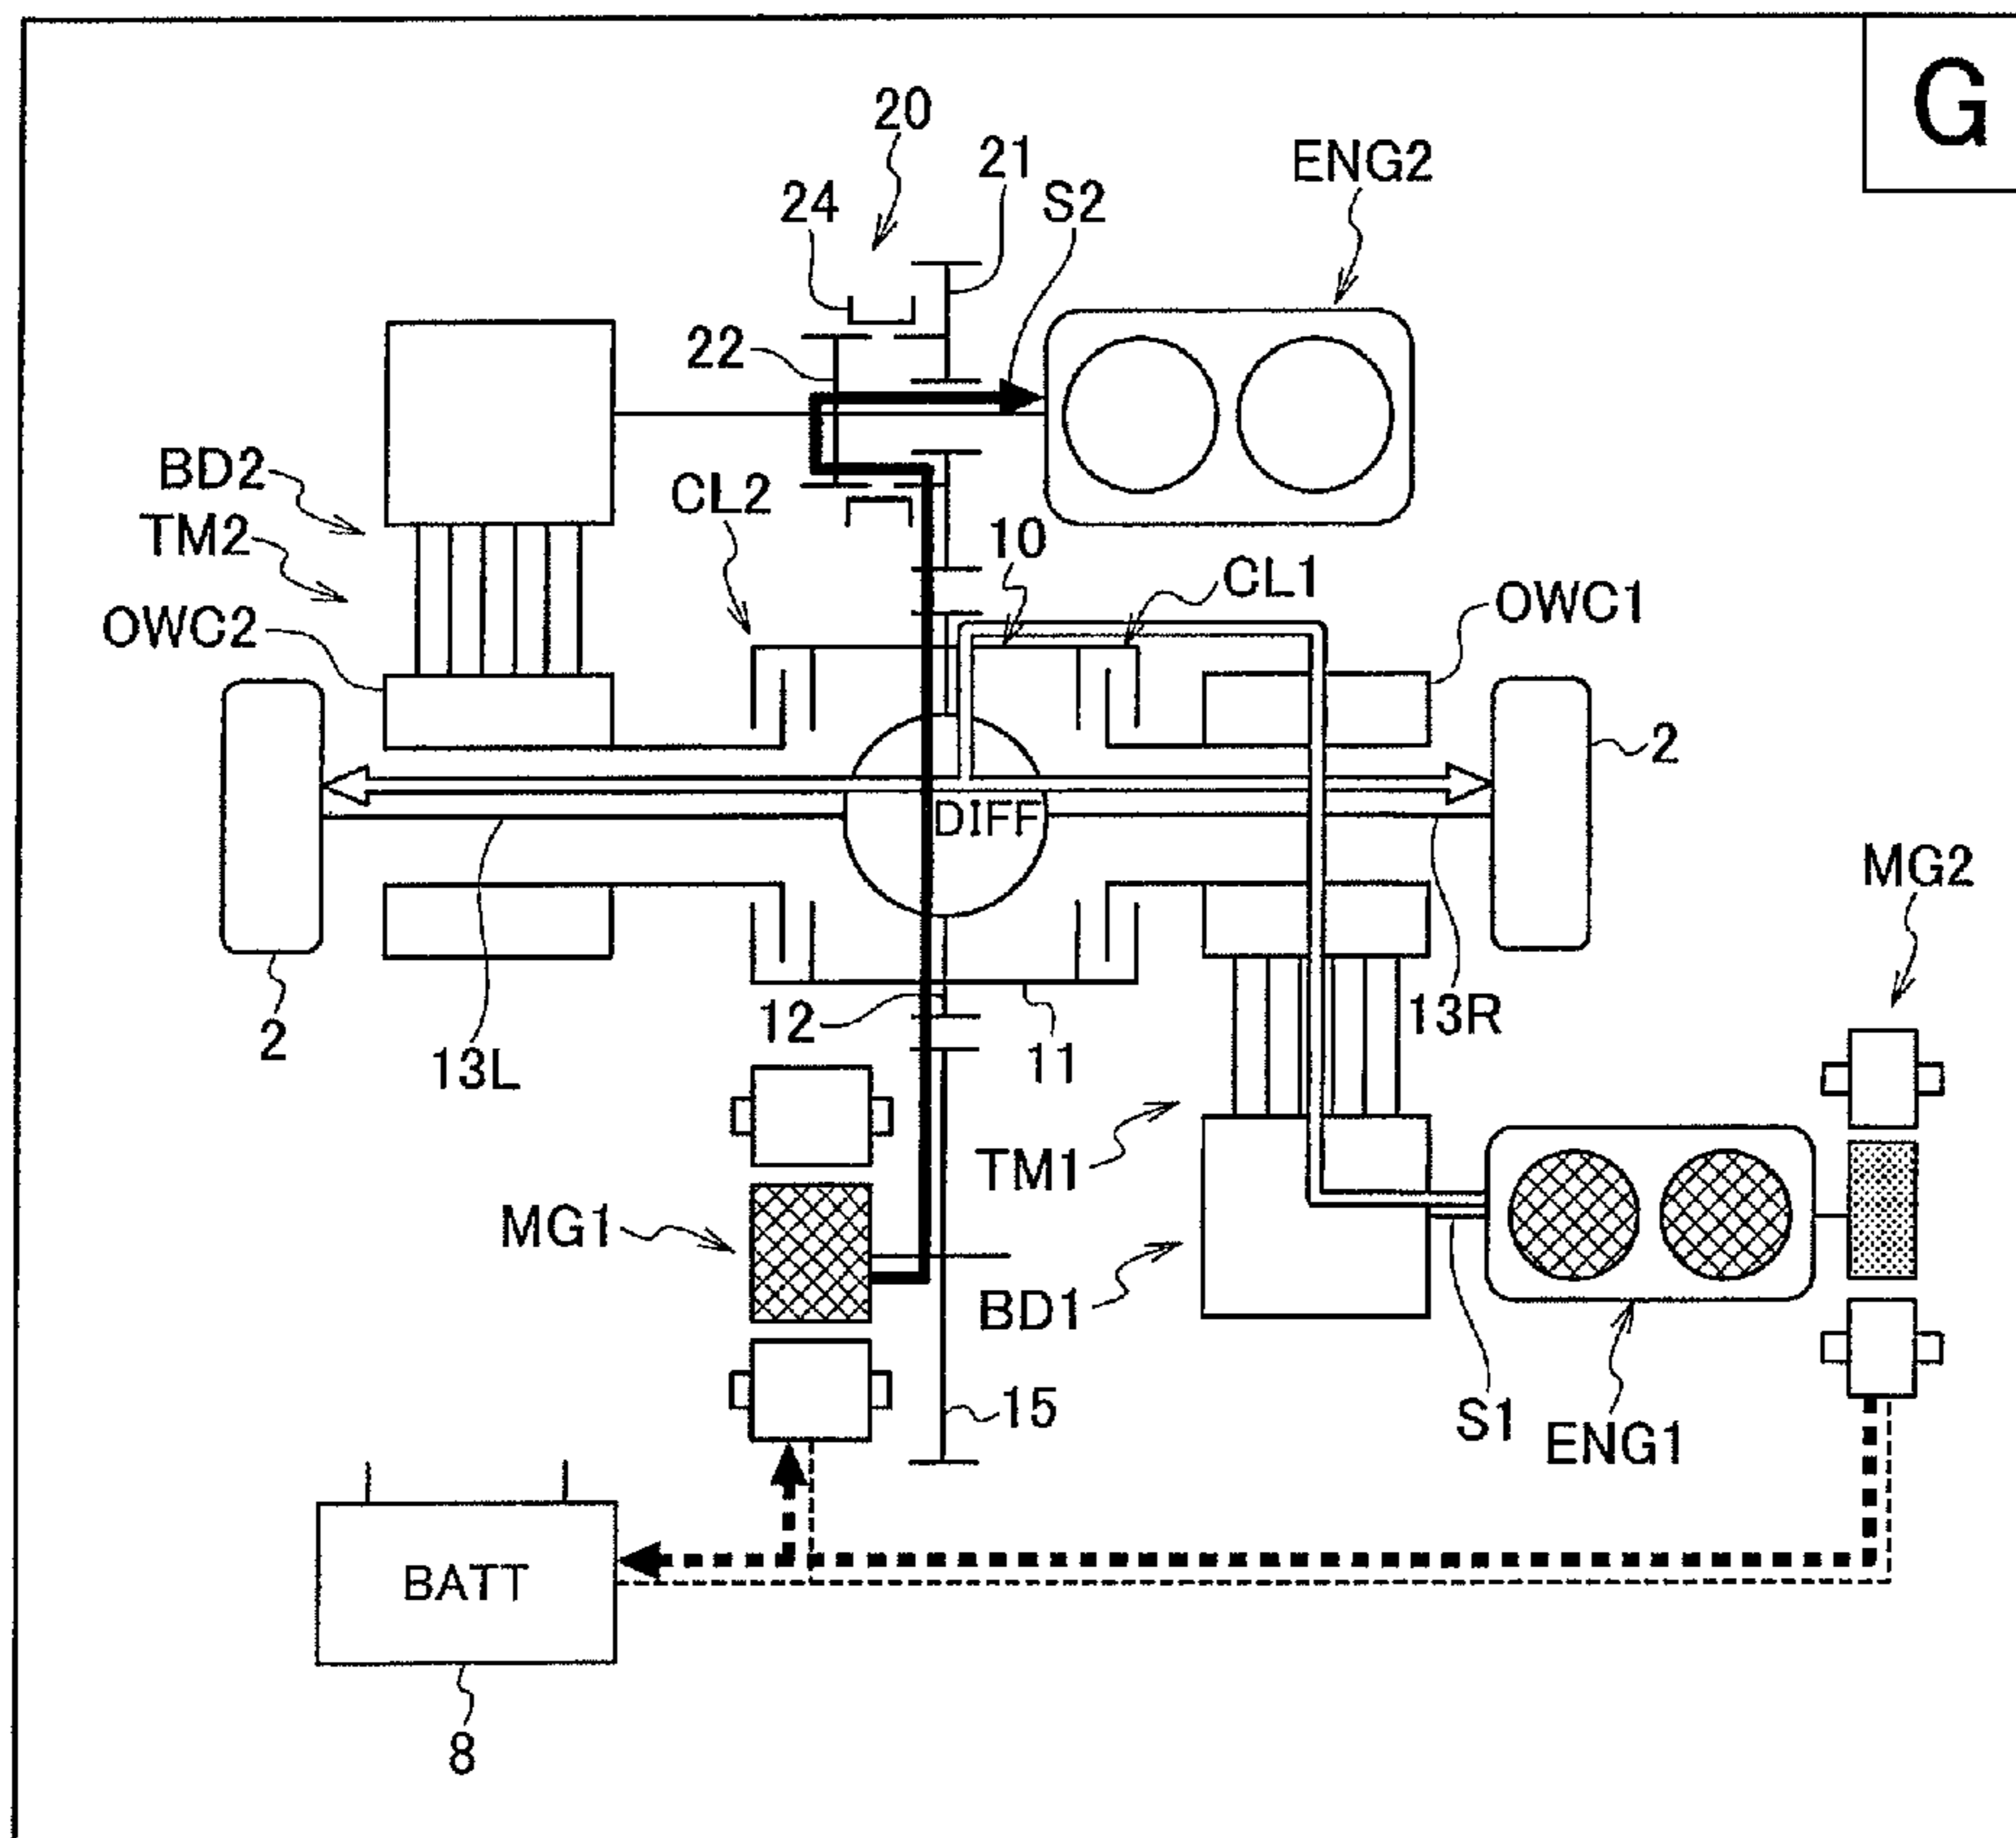 G
20
21
ENG2
24
S2
22
BD2
CL2
TM2
10
CL1
OWC2
OWC1
2
DIFF
MG2
12
13R
2
13L
11
TM1
MG1
BD1
15
S1
ENG1
BATT
8